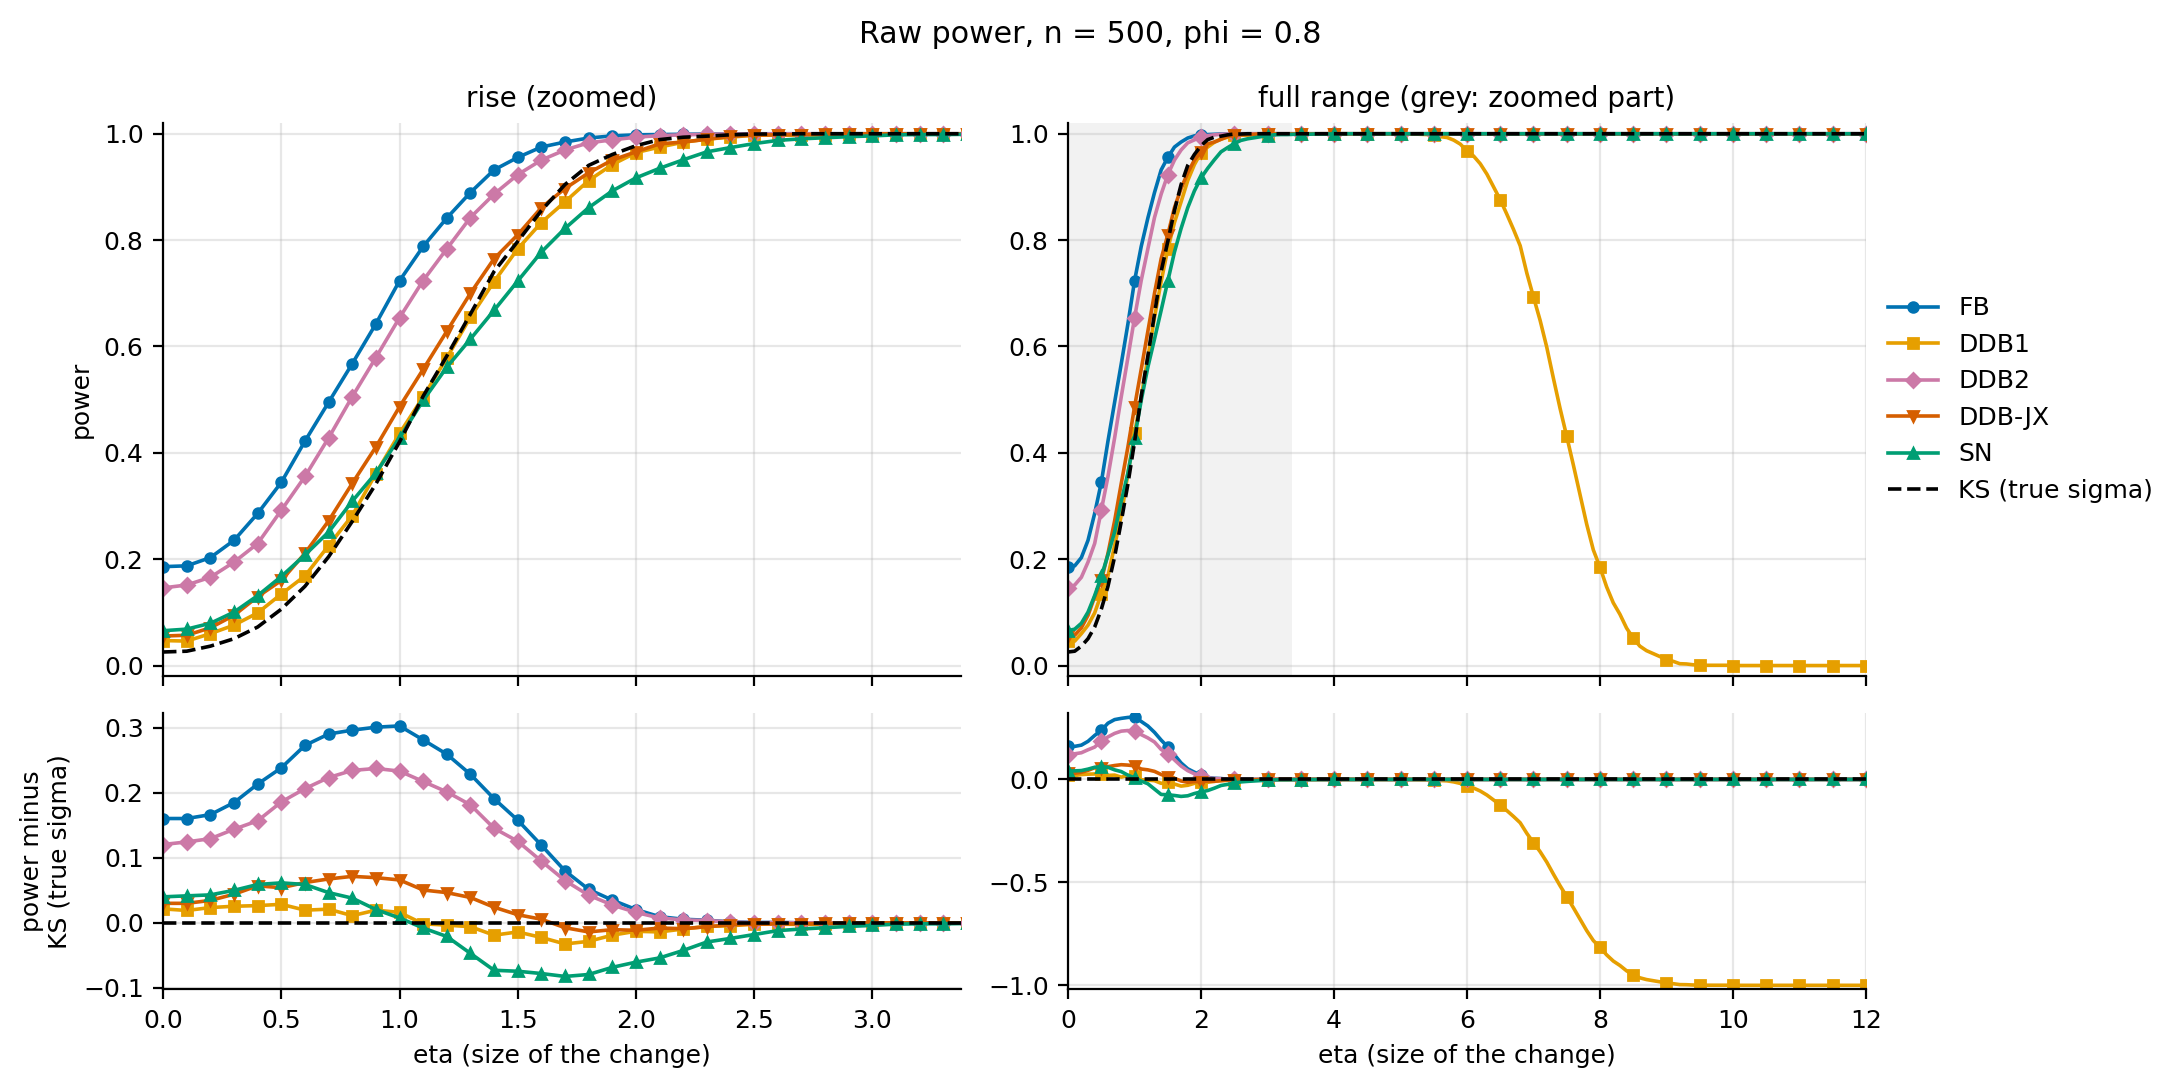 Raw power, n = 500, phi = 0.8
rise (zoomed)
full range (grey: zoomed part)
1.0
0.8
0.6
0.4
0.2
0.0
power
1.0
0.8
0.6
0.4
0.2
0.0
FB
DDB1
DDB2
DDB-JX
SN
KS (true sigma)
0.3
0.2
0.1
0.0
−0.1
power minus
KS (true sigma)
0.0 0.5 1.0 1.5 2.0 2.5 3.0
eta (size of the change)
0.0
−0.5
−1.0
0 2 4 6 8 10 12
eta (size of the change)